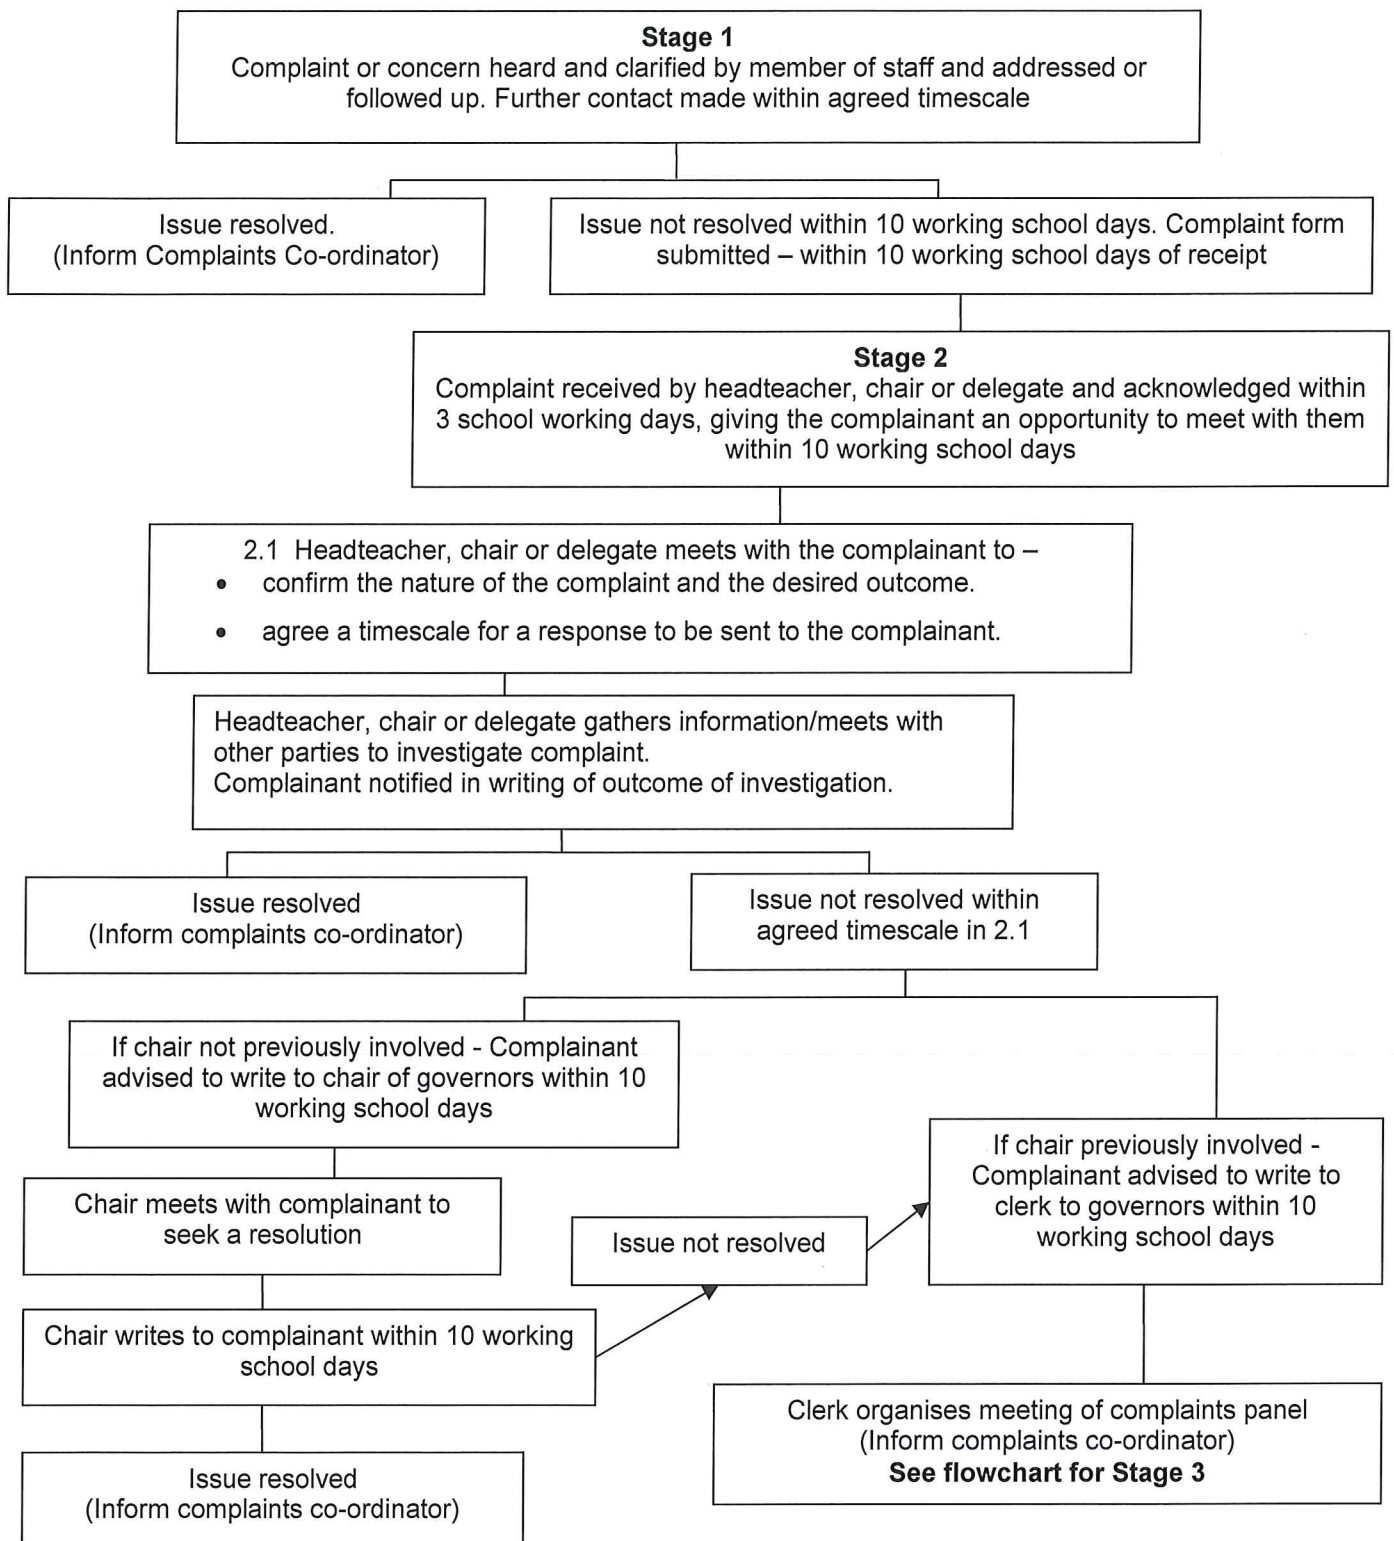 Stage 1
Complaint or concern heard and clarified by member of staff and addressed or
followed up. Further contact made within agreed timescale
Issue resolved.
(Inform Complaints Co-ordinator)
Issue not resolved within 10 working school days. Complaint form
submitted – within 10 working school days of receipt
Stage 2
Complaint received by headteacher, chair or delegate and acknowledged within
3 school working days, giving the complainant an opportunity to meet with them
within 10 working school days
2.1 Headteacher, chair or delegate meets with the complainant to –
• confirm the nature of the complaint and the desired outcome.
• agree a timescale for a response to be sent to the complainant.
Headteacher, chair or delegate gathers information/meets with
other parties to investigate complaint.
Complainant notified in writing of outcome of investigation.
Issue resolved
(Inform complaints co-ordinator)
Issue not resolved within
agreed timescale in 2.1
If chair not previously involved - Complainant
advised to write to chair of governors within 10
working school days
If chair previously involved -
Complainant advised to write to
clerk to governors within 10
working school days
Chair meets with complainant to
seek a resolution
Issue not resolved
Chair writes to complainant within 10 working
school days
Clerk organises meeting of complaints panel
(Inform complaints co-ordinator)
See flowchart for Stage 3
Issue resolved
(Inform complaints co-ordinator)